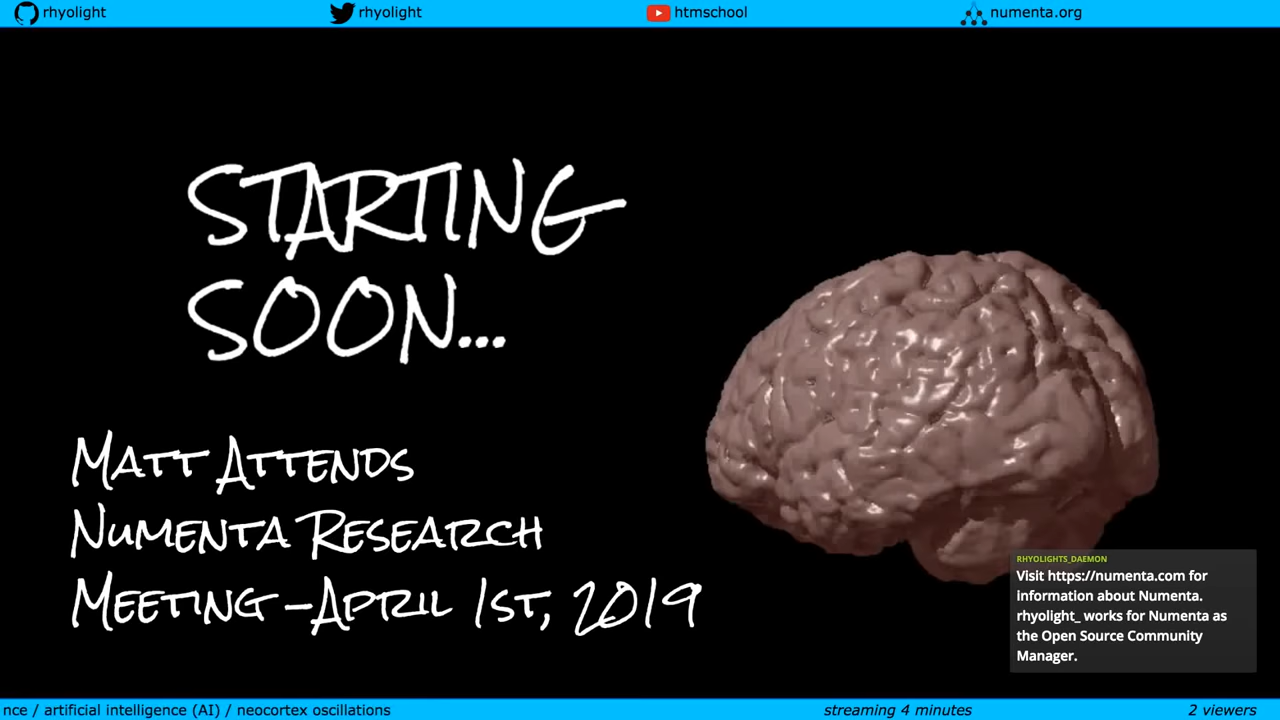 rhyolight rhyolight htmschool numenta.org
STARTING
SOON...
MATT ATTENDS
NUMENTA RESEARCH
MEETING - APRIL 1ST, 2019
RHYOLIGHTS_DAEMON
Visit https://numenta.com for
information about Numenta.
rhyolight_ works for Numenta as
the Open Source Community
Manager.
nce / artificial intelligence (AI) / neocortex oscillations streaming 4 minutes 2 viewers